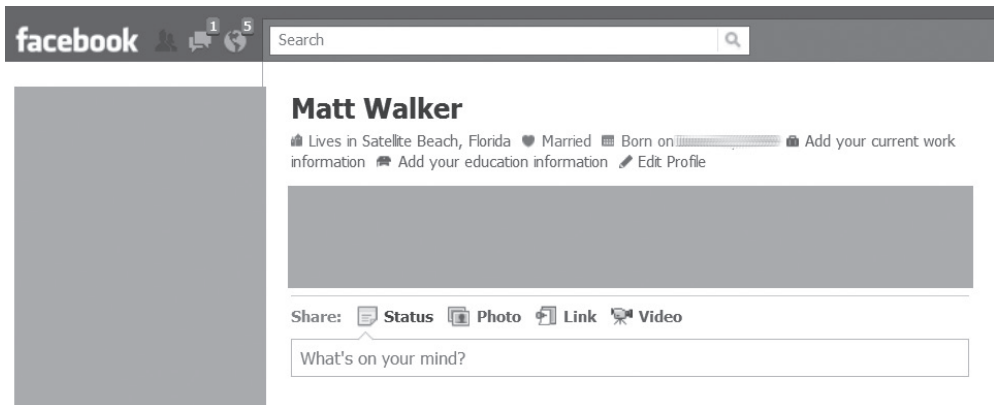 facebook 1 5 Search
Matt Walker
Lives in Satellite Beach, Florida Married Born on Add your current work
information Add your education information Edit Profile
Share: Status Photo Link Video
What's on your mind?